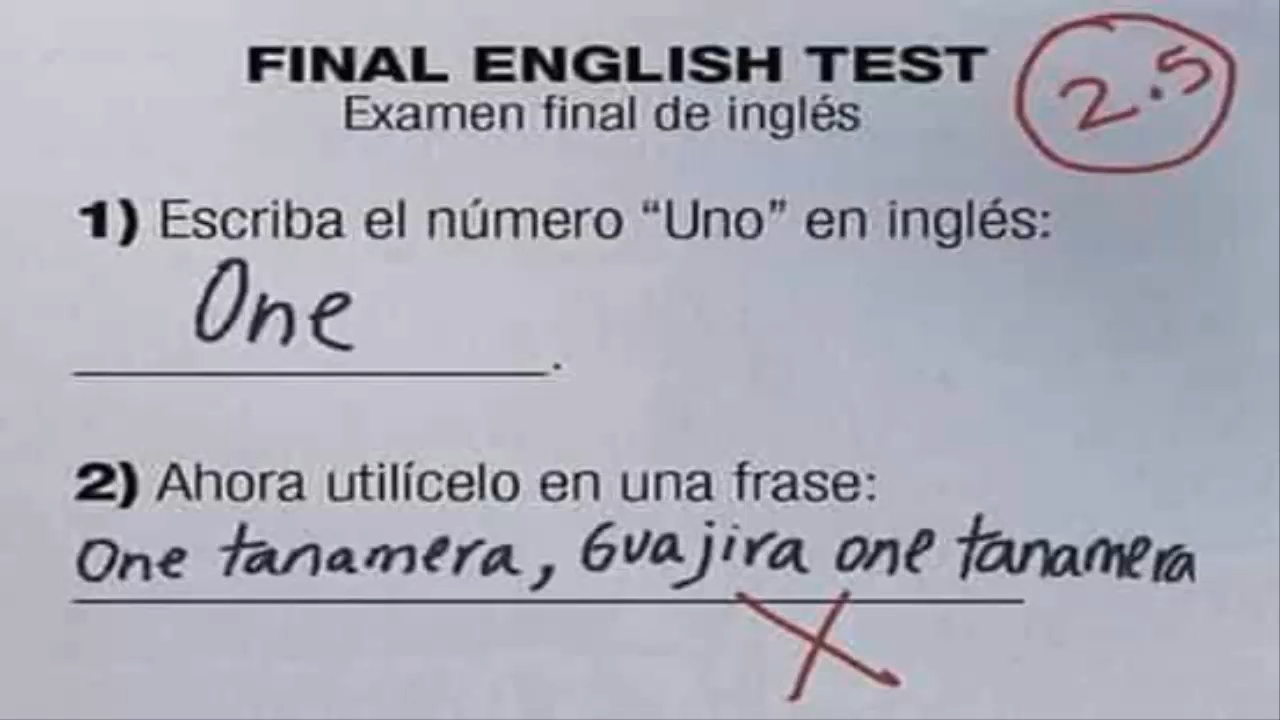 FINAL ENGLISH TEST
2.5
Examen final de inglés
1) Escriba el número “Uno” en inglés:
One
.
2) Ahora utilícelo en una frase:
One tanamera, Guajira one tanamera